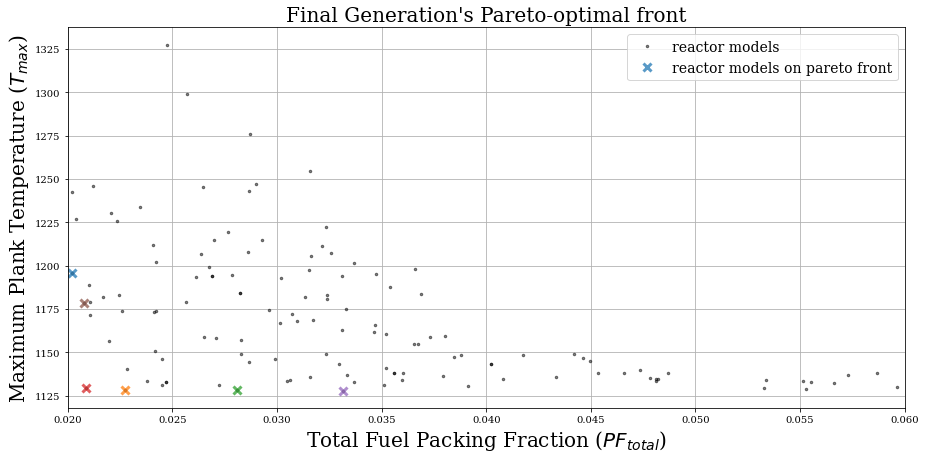 Final Generation's Pareto-optimal front
reactor models
reactor models on pareto front
Maximum Plank Temperature (T_max)
1325
1300
1275
1250
1225
1200
1175
1150
1125
0.020 0.025 0.030 0.035 0.040 0.045 0.050 0.055 0.060
Total Fuel Packing Fraction (PF_total)